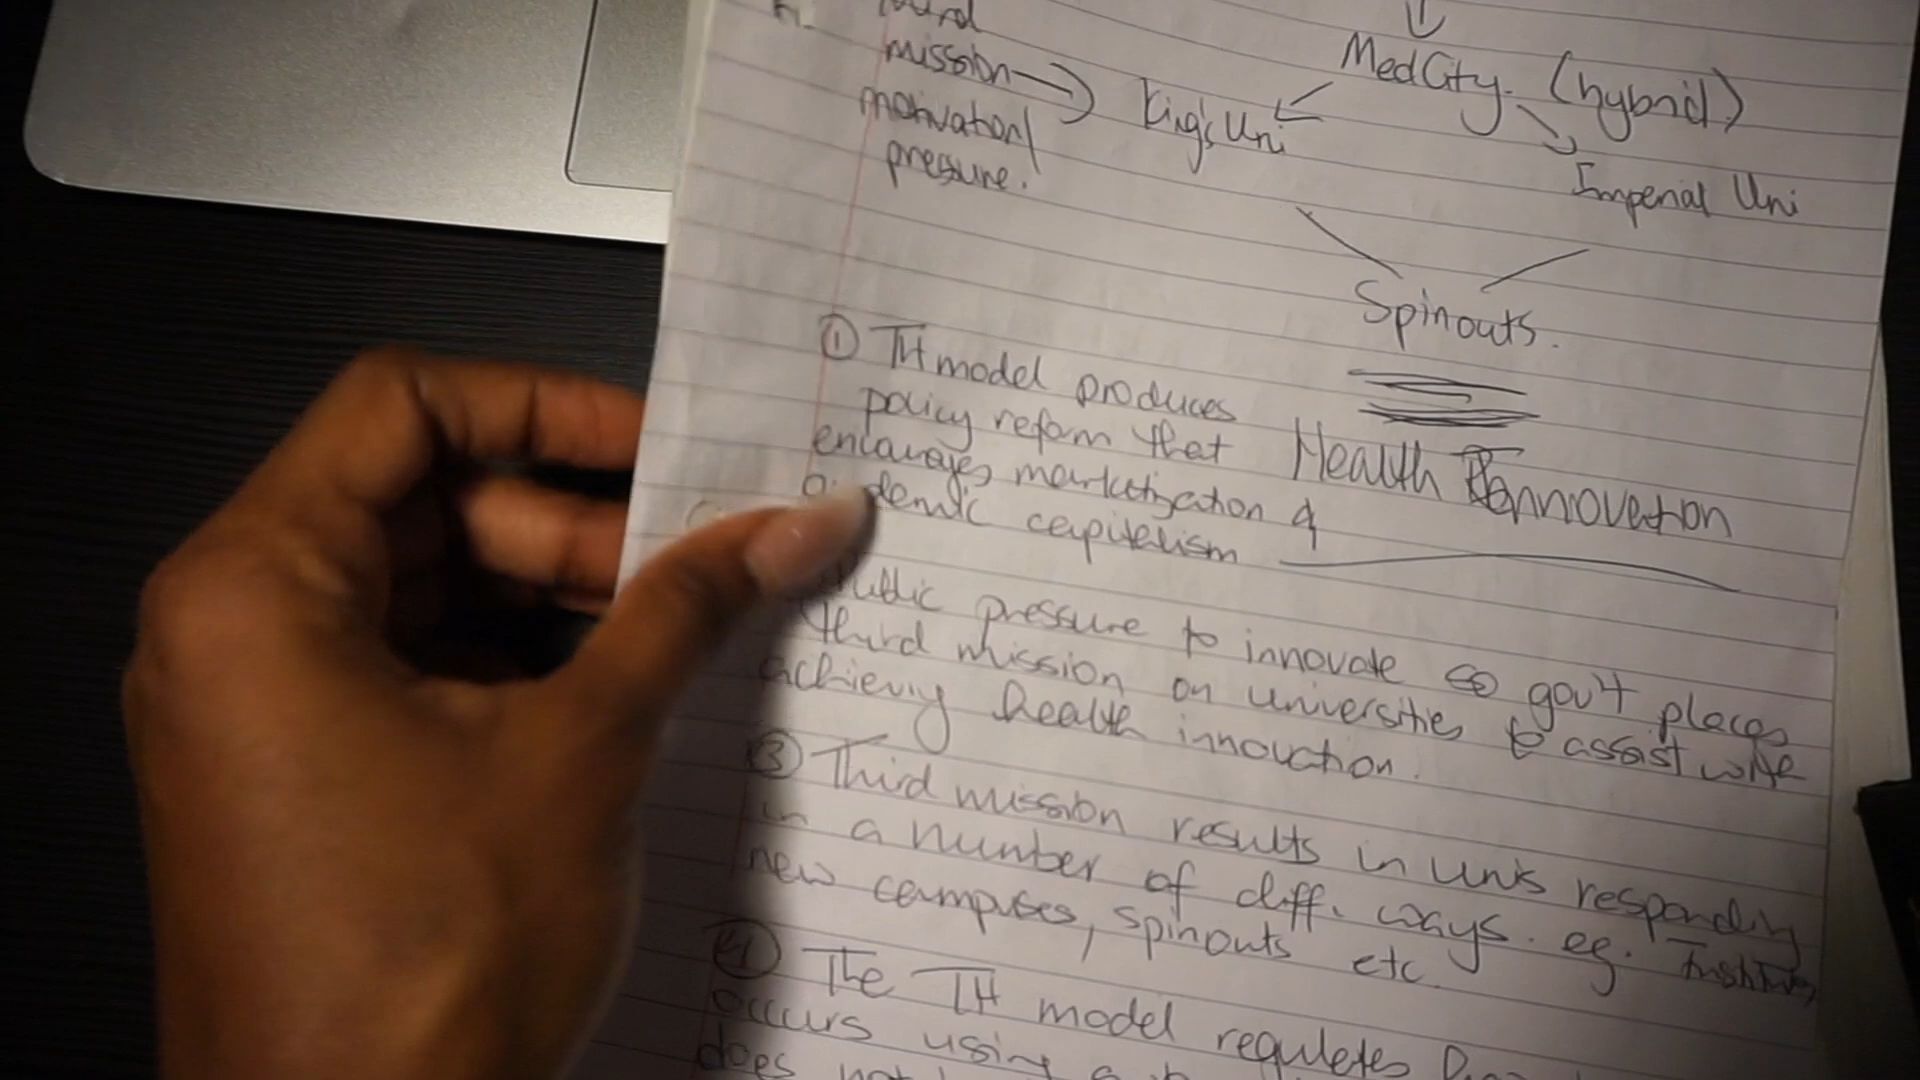 mission → King's Uni
MedCity. (hybrid)
motivation/
pressure.
Imperial Uni
Spinouts.
① TH model produces
policy reform that
encourages marketization &
capitalism
Health Innovation
pressure to innovate so gov't places
third mission on universities to assist with
achieving health innovation.
③ Third mission results in unis responding
in a number of diff. ways. eg.
new campuses, spinouts etc.
④ The TH model regulates
occurs using a
does not